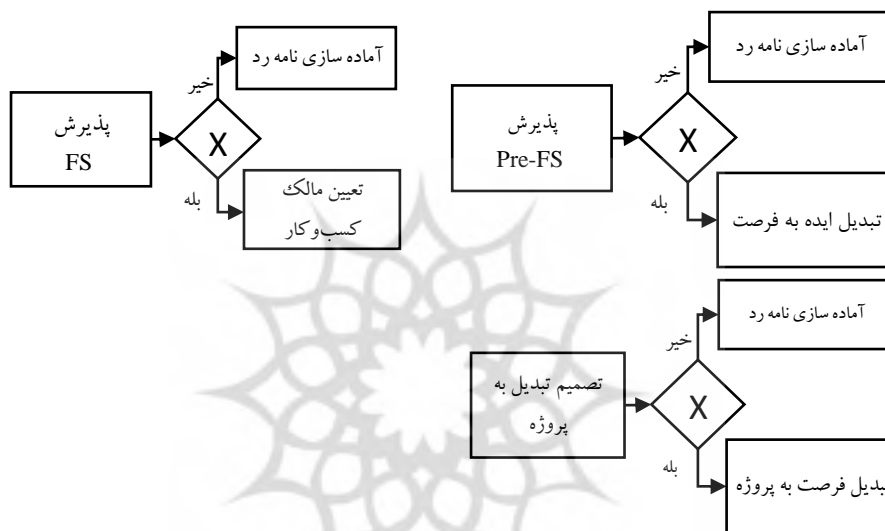 آماده سازی نامه رد
خیر
پذیرش
Pre-FS
X
بله
تبدیل ایده به فرصت
آماده سازی نامه رد
خیر
پذیرش
FS
X
بله
تعیین مالک
کسب‌وکار
آماده سازی نامه رد
خیر
تصمیم تبدیل به
پروژه
X
بله
تبدیل فرصت به پروژه